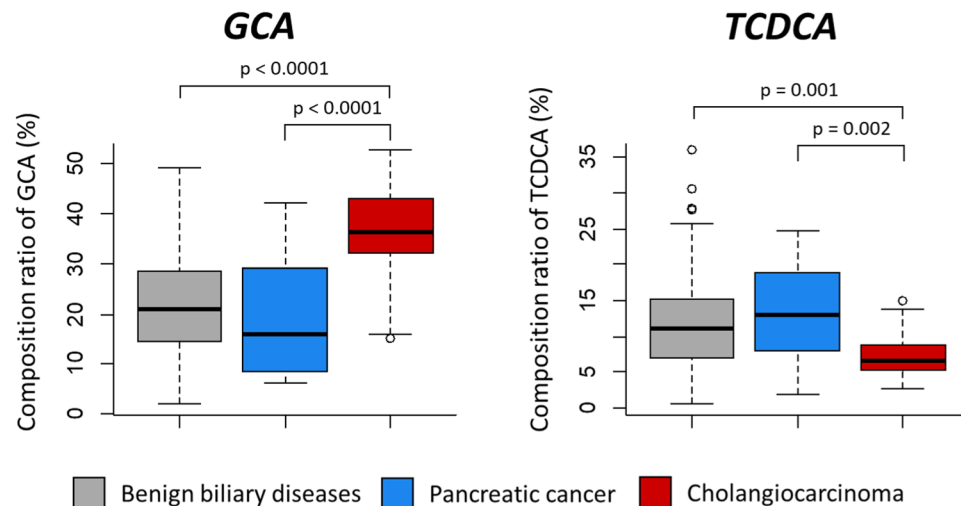 GCA
p < 0.0001
p < 0.0001
Composition ratio of GCA (%)
50
40
30
20
10
0
TCDCA
p = 0.001
p = 0.002
Composition ratio of TCDCA (%)
35
25
15
5
0
Benign biliary diseases
Pancreatic cancer
Cholangiocarcinoma